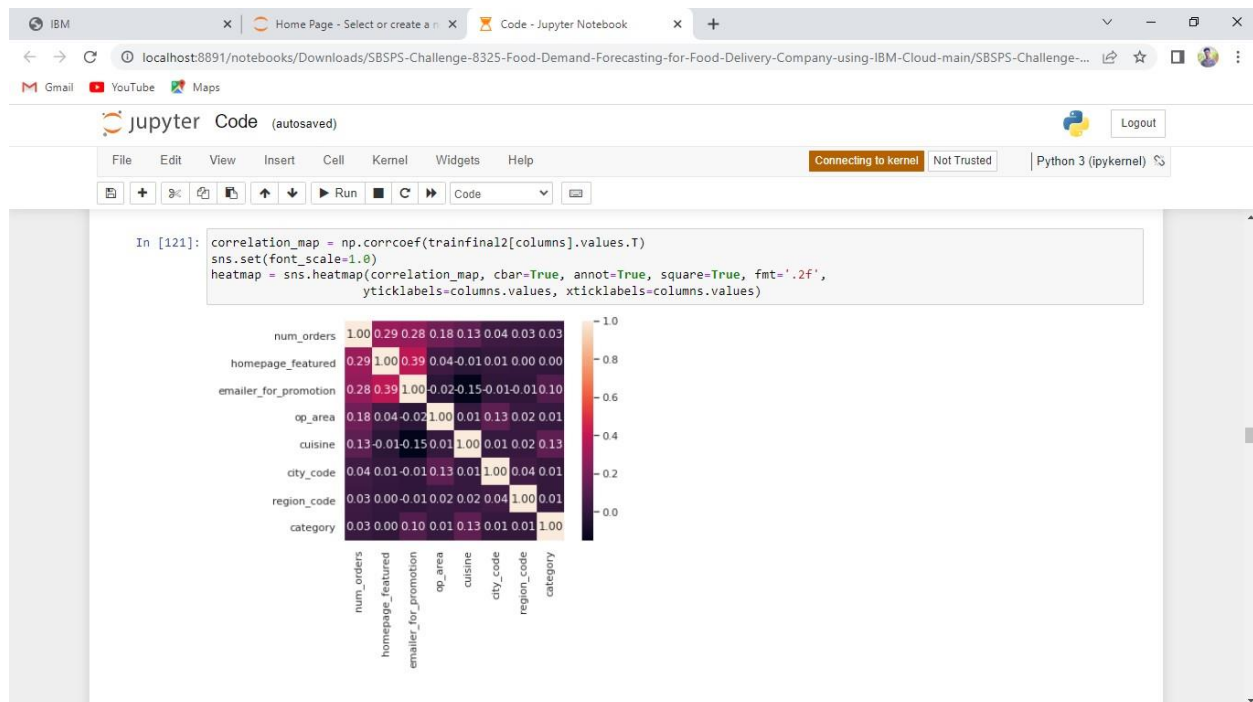 IBM
Home Page - Select or create a n
Code - Jupyter Notebook
localhost:8891/notebooks/Downloads/SBSPS-Challenge-8325-Food-Demand-Forecasting-for-Food-Delivery-Company-using-IBM-Cloud-main/SBSPS-Challenge-...
Gmail YouTube Maps
jupyter Code (autosaved)
Logout
File Edit View Insert Cell Kernel Widgets Help
Connecting to kernel Not Trusted Python 3 (ipykernel)
Run Code
In [121]: correlation_map = np.corrcoef(trainfinal2[columns].values.T)
sns.set(font_scale=1.0)
heatmap = sns.heatmap(correlation_map, cbar=True, annot=True, square=True, fmt='.2f',
yticklabels=columns.values, xticklabels=columns.values)
num_orders 1.00 0.29 0.28 0.18 0.13 0.04 0.03 0.03
homepage_featured 0.29 1.00 0.39 0.04 -0.01 0.01 0.00 0.00
emailer_for_promotion 0.28 0.39 1.00 -0.02 -0.15 -0.01 -0.01 0.10
op_area 0.18 0.04 -0.02 1.00 0.01 0.13 0.02 0.01
cuisine 0.13 -0.01 -0.15 0.01 1.00 0.01 0.02 0.13
city_code 0.04 0.01 -0.01 0.13 0.01 1.00 0.04 0.01
region_code 0.03 0.00 -0.01 0.02 0.02 0.04 1.00 0.01
category 0.03 0.00 0.10 0.01 0.13 0.01 0.01 1.00
num_orders
homepage_featured
emailer_for_promotion
op_area
cuisine
city_code
region_code
category
1.0
0.8
0.6
0.4
0.2
0.0